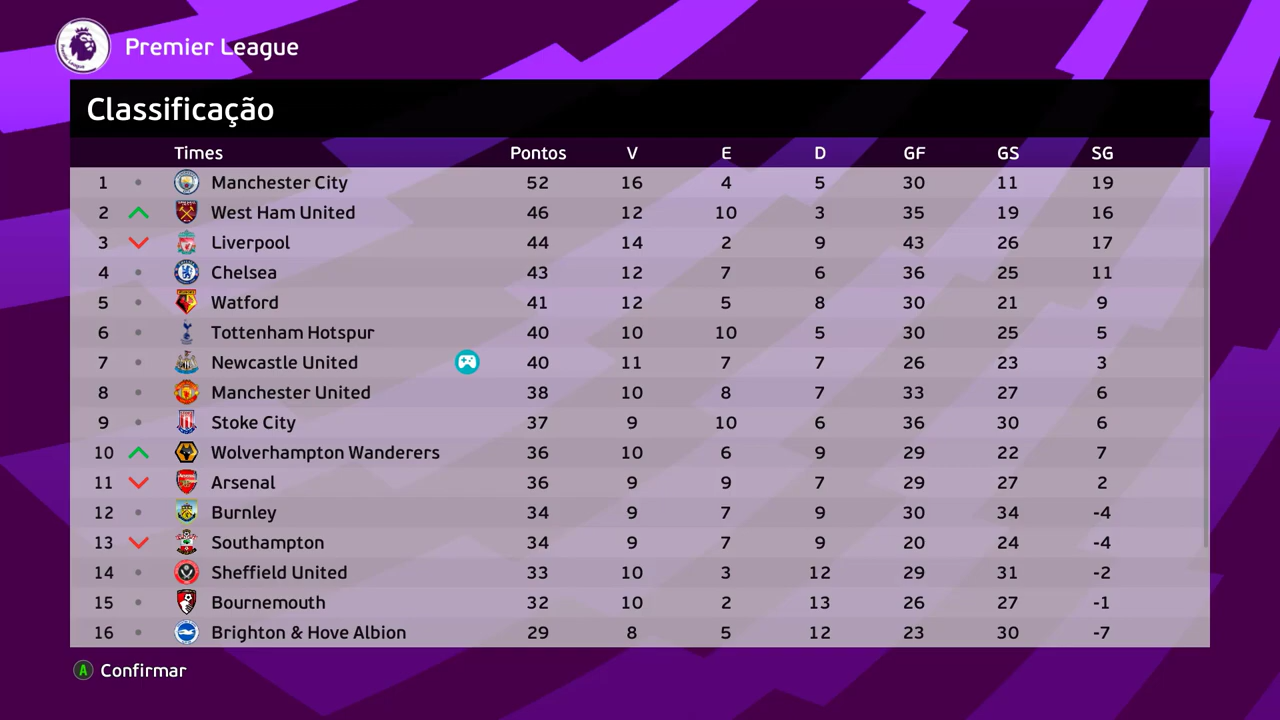 Premier League
Classificação
Times Pontos V E D GF GS SG
1 Manchester City 52 16 4 5 30 11 19
2 West Ham United 46 12 10 3 35 19 16
3 Liverpool 44 14 2 9 43 26 17
4 Chelsea 43 12 7 6 36 25 11
5 Watford 41 12 5 8 30 21 9
6 Tottenham Hotspur 40 10 10 5 30 25 5
7 Newcastle United 40 11 7 7 26 23 3
8 Manchester United 38 10 8 7 33 27 6
9 Stoke City 37 9 10 6 36 30 6
10 Wolverhampton Wanderers 36 10 6 9 29 22 7
11 Arsenal 36 9 9 7 29 27 2
12 Burnley 34 9 7 9 30 34 -4
13 Southampton 34 9 7 9 20 24 -4
14 Sheffield United 33 10 3 12 29 31 -2
15 Bournemouth 32 10 2 13 26 27 -1
16 Brighton & Hove Albion 29 8 5 12 23 30 -7
A Confirmar